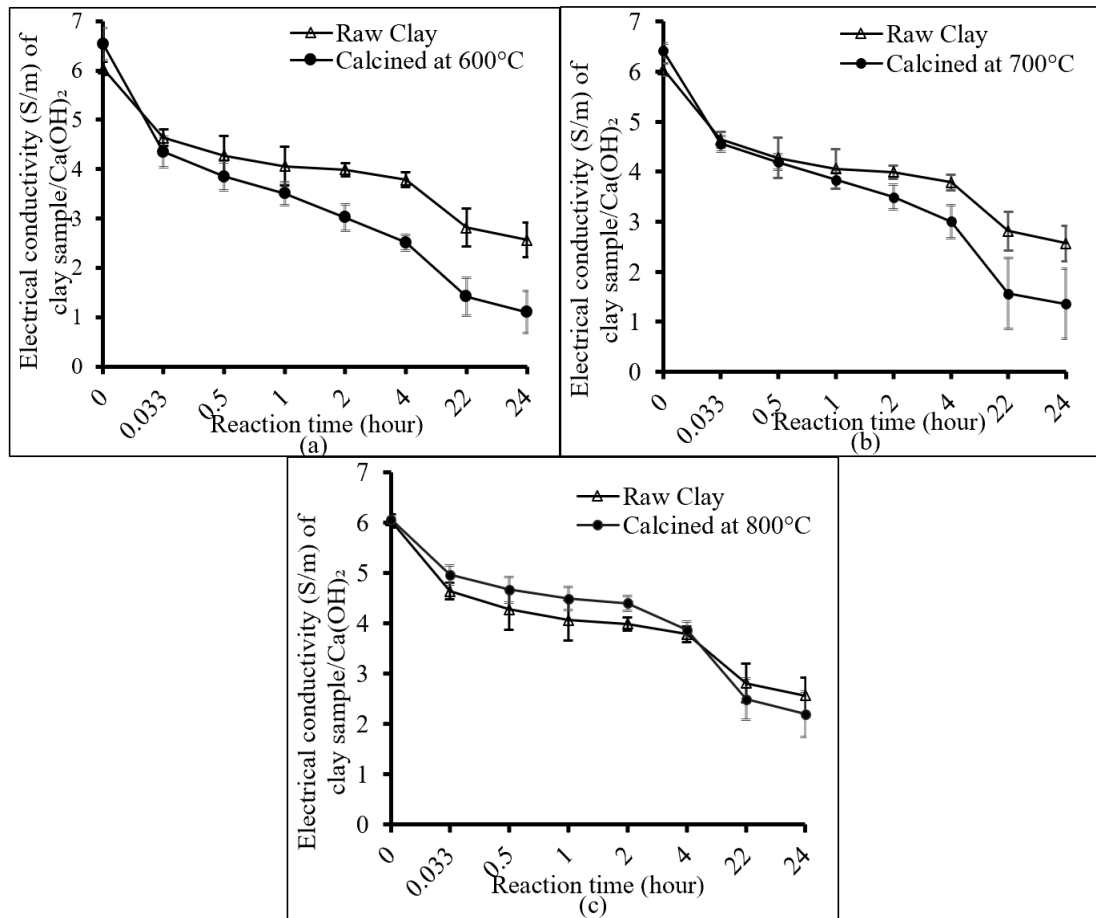 Electrical conductivity (S/m) of
clay sample/Ca(OH)₂
7
6
5
4
3
2
1
0
Raw Clay
Calcined at 600°C
0
0.033
0.5
1
2
4
22
24
Reaction time (hour)
(a)
Electrical conductivity (S/m) of
clay sample/Ca(OH)₂
7
6
5
4
3
2
1
0
Raw Clay
Calcined at 700°C
0
0.033
0.5
1
2
4
22
24
Reaction time (hour)
(b)
Electrical conductivity (S/m) of
clay sample/Ca(OH)₂
7
6
5
4
3
2
1
0
Raw Clay
Calcined at 800°C
0
0.033
0.5
1
2
4
22
24
Reaction time (hour)
(c)